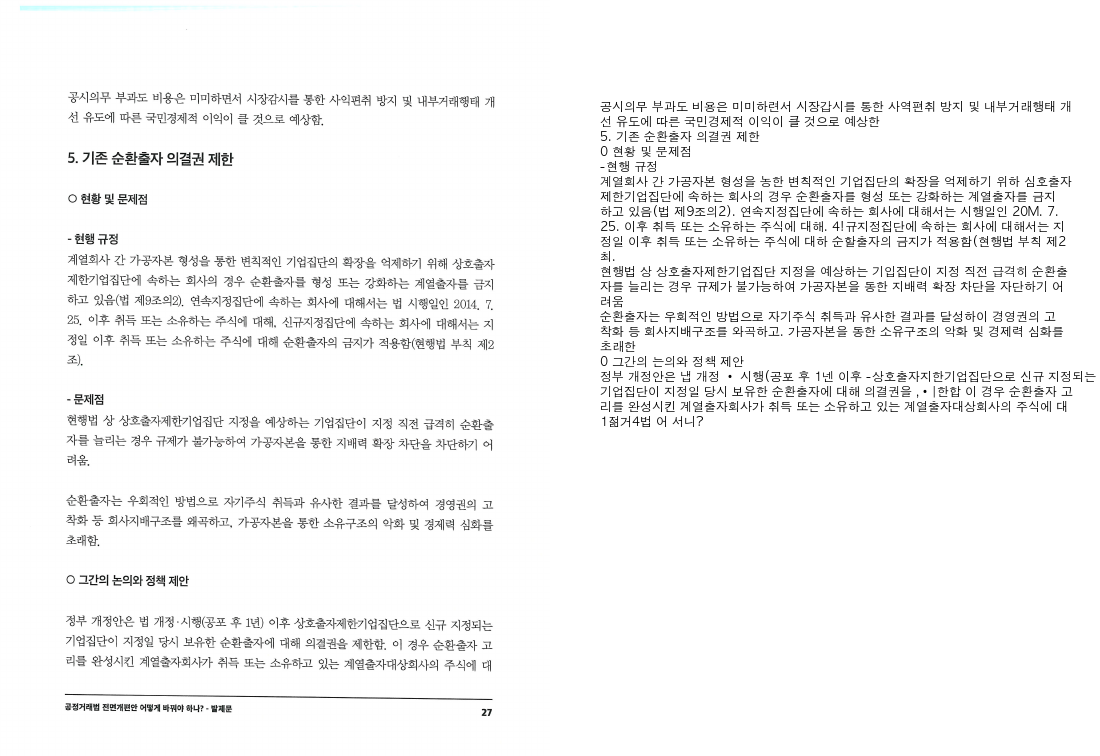 공시의무 부과도 비용은 미미하면서 시장감시를 통한 사익편취 방지 및 내부거래행태 개
선 유도에 따른 국민경제적 이익이 클 것으로 예상함.
5. 기존 순환출자 의결권 제한
○ 현황 및 문제점
- 현행 규정
계열회사 간 가공자본 형성을 통한 변칙적인 기업집단의 확장을 억제하기 위해 상호출자
제한기업집단에 속하는 회사의 경우 순환출자를 형성 또는 강화하는 계열출자를 금지
하고 있음(법 제9조의2). 연속지정집단에 속하는 회사에 대해서는 법 시행일인 2014. 7.
25. 이후 취득 또는 소유하는 주식에 대해, 신규지정집단에 속하는 회사에 대해서는 지
정일 이후 취득 또는 소유하는 주식에 대해 순환출자의 금지가 적용함(현행법 부칙 제2
조).
- 문제점
현행법 상 상호출자제한기업집단 지정을 예상하는 기업집단이 지정 직전 급격히 순환출
자를 늘리는 경우 규제가 불가능하여 가공자본을 통한 지배력 확장 차단을 차단하기 어
려움.
순환출자는 우회적인 방법으로 자기주식 취득과 유사한 결과를 달성하여 경영권의 고
착화 등 회사지배구조를 왜곡하고, 가공자본을 통한 소유구조의 악화 및 경제력 심화를
초래함.
○ 그간의 논의와 정책 제안
정부 개정안은 법 개정·시행(공포 후 1년) 이후 상호출자제한기업집단으로 신규 지정되는
기업집단이 지정일 당시 보유한 순환출자에 대해 의결권을 제한함. 이 경우 순환출자 고
리를 완성시킨 계열출자회사가 취득 또는 소유하고 있는 계열출자대상회사의 주식에 대
공정거래법 전면개편안 어떻게 바꿔야 하나? - 발제문
27
공시의무 부과도 비용은 미미하련서 시장갑시를 통한 사역편취 방지 및 내부거래행태 개
선 유도에 따른 국민경제적 이익이 클 것으로 예상한
5. 기존 순환출자 의결권 제한
0 현황 및 문제점
-현행 규정
계열회사 간 가공자본 형성을 농한 변칙적인 기업집단의 확장을 억제하기 위하 심호출자
제한기업집단에 속하는 회사의 경우 순환출자를 형성 또는 강화하는 계열출자를 금지
하고 있음(법 제9조의2). 연속지정집단에 속하는 회사에 대해서는 시행일인 20M. 7.
25. 이후 취득 또는 소유하는 주식에 대해. 4!규지정집단에 속하는 회사에 대해서는 지
정일 이후 취득 또는 소유하는 주식에 대하 순할출자의 금지가 적용함(현행법 부칙 제2
최.
현행법 상 상호출자제한기업집단 지정을 예상하는 기입집단이 지정 직전 급격히 순환출
자를 늘리는 경우 규제가 불가능하여 가공자본을 통한 지배력 확장 차단을 자단하기 어
려움
순환출자는 우회적인 방법으로 자기주식 취득과 유사한 결과를 달성하이 경영권의 고
착화 등 회사지배구조를 와곡하고. 가공자본을 동한 소유구조의 악화 및 경제력 심화를
초래한
0 그간의 는의와 정책 제안
정부 개정안은 냅 개정 • 시행(공포 후 1넨 이후 -상호출자지한기업집단으로 신규 지정되는
기업집단이 지정일 당시 보유한 순환출자에 대해 의결권을 ,•|한합 이 경우 순환출자 고
리를 완성시킨 계열출자회사가 취득 또는 소유하고 있는 계열출자대상회사의 주식에 대
1젊거4법 어 서니?